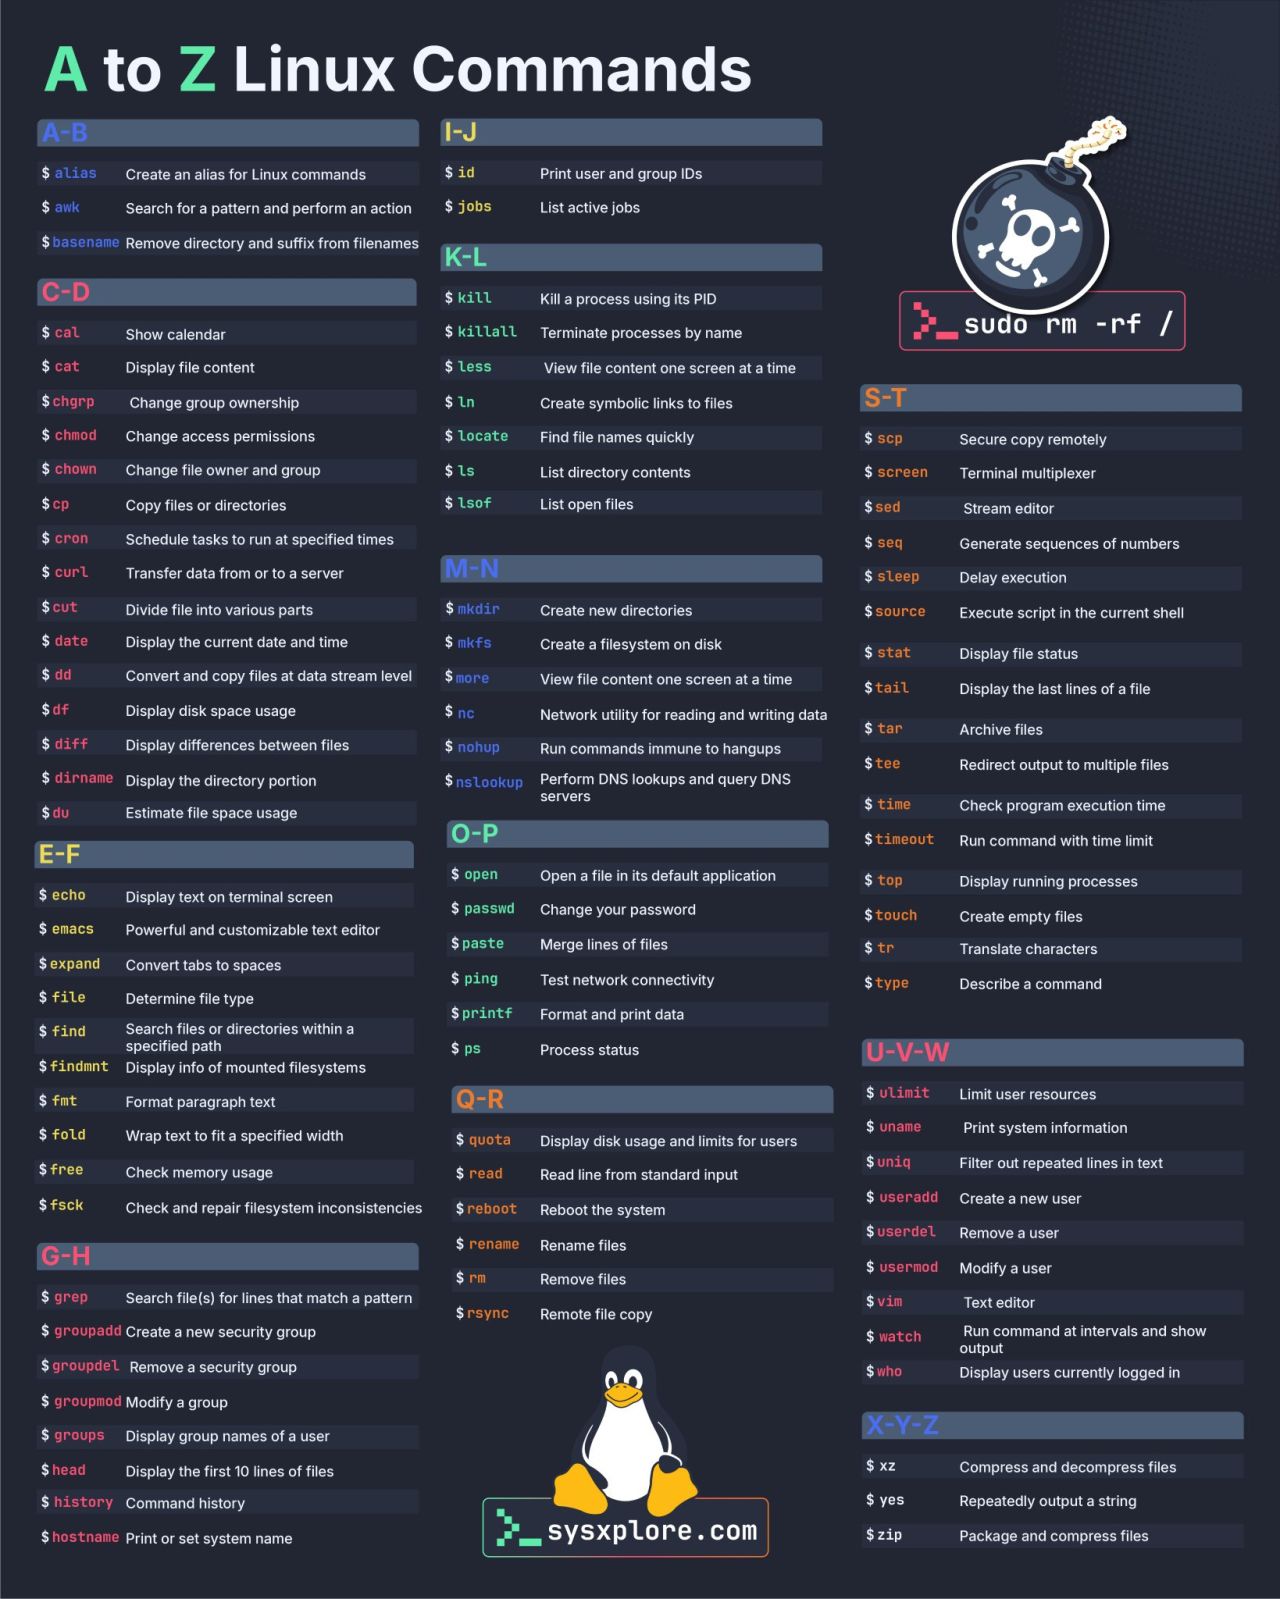 A to Z Linux Commands
A-B
$ alias Create an alias for Linux commands
$ awk Search for a pattern and perform an action
$ basename Remove directory and suffix from filenames
C-D
$ cal Show calendar
$ cat Display file content
$ chgrp Change group ownership
$ chmod Change access permissions
$ chown Change file owner and group
$ cp Copy files or directories
$ cron Schedule tasks to run at specified times
$ curl Transfer data from or to a server
$ cut Divide file into various parts
$ date Display the current date and time
$ dd Convert and copy files at data stream level
$ df Display disk space usage
$ diff Display differences between files
$ dirname Display the directory portion
$ du Estimate file space usage
E-F
$ echo Display text on terminal screen
$ emacs Powerful and customizable text editor
$ expand Convert tabs to spaces
$ file Determine file type
$ find Search files or directories within a
specified path
$ findmnt Display info of mounted filesystems
$ fmt Format paragraph text
$ fold Wrap text to fit a specified width
$ free Check memory usage
$ fsck Check and repair filesystem inconsistencies
G-H
$ grep Search file(s) for lines that match a pattern
$ groupadd Create a new security group
$ groupdel Remove a security group
$ groupmod Modify a group
$ groups Display group names of a user
$ head Display the first 10 lines of files
$ history Command history
$ hostname Print or set system name
I-J
$ id Print user and group IDs
$ jobs List active jobs
K-L
$ kill Kill a process using its PID
$ killall Terminate processes by name
$ less View file content one screen at a time
$ ln Create symbolic links to files
$ locate Find file names quickly
$ ls List directory contents
$ lsof List open files
M-N
$ mkdir Create new directories
$ mkfs Create a filesystem on disk
$ more View file content one screen at a time
$ nc Network utility for reading and writing data
$ nohup Run commands immune to hangups
$ nslookup Perform DNS lookups and query DNS
servers
O-P
$ open Open a file in its default application
$ passwd Change your password
$ paste Merge lines of files
$ ping Test network connectivity
$ printf Format and print data
$ ps Process status
Q-R
$ quota Display disk usage and limits for users
$ read Read line from standard input
$ reboot Reboot the system
$ rename Rename files
$ rm Remove files
$ rsync Remote file copy
sysxplore.com
sudo rm -rf /
S-T
$ scp Secure copy remotely
$ screen Terminal multiplexer
$ sed Stream editor
$ seq Generate sequences of numbers
$ sleep Delay execution
$ source Execute script in the current shell
$ stat Display file status
$ tail Display the last lines of a file
$ tar Archive files
$ tee Redirect output to multiple files
$ time Check program execution time
$ timeout Run command with time limit
$ top Display running processes
$ touch Create empty files
$ tr Translate characters
$ type Describe a command
U-V-W
$ ulimit Limit user resources
$ uname Print system information
$ uniq Filter out repeated lines in text
$ useradd Create a new user
$ userdel Remove a user
$ usermod Modify a user
$ vim Text editor
$ watch Run command at intervals and show
output
$ who Display users currently logged in
X-Y-Z
$ xz Compress and decompress files
$ yes Repeatedly output a string
$ zip Package and compress files